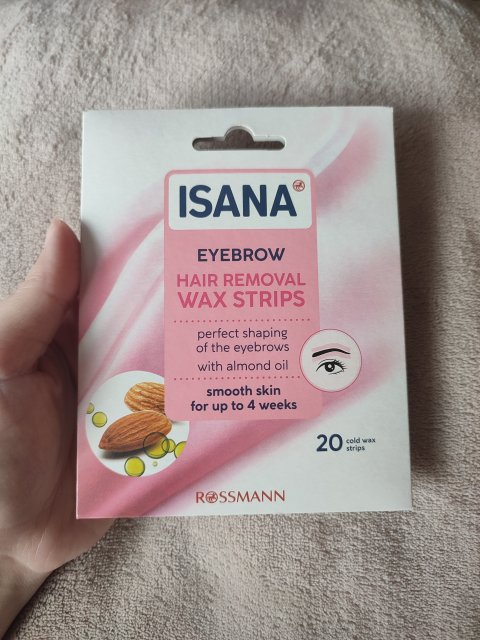 ISANA
EYEBROW
HAIR REMOVAL
WAX STRIPS
perfect shaping
of the eyebrows
with almond oil
smooth skin
for up to 4 weeks
20 cold wax
strips
ROSSMANN